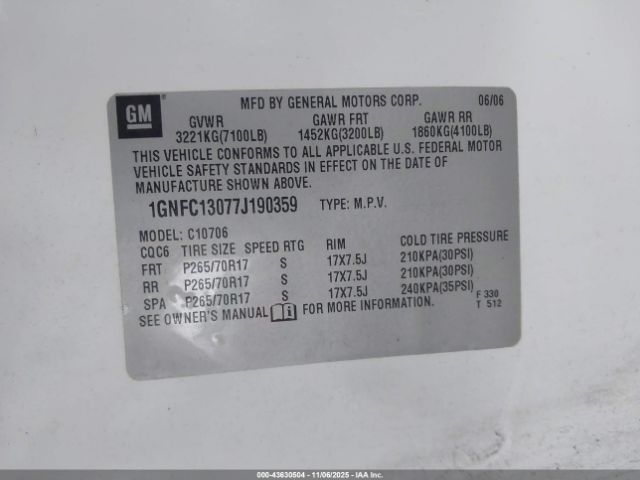 GM
MFD BY GENERAL MOTORS CORP. 06/06
GVWR GAWR FRT GAWR RR
3221KG(7100LB) 1452KG(3200LB) 1860KG(4100LB)
THIS VEHICLE CONFORMS TO ALL APPLICABLE U.S. FEDERAL MOTOR
VEHICLE SAFETY STANDARDS IN EFFECT ON THE DATE OF
MANUFACTURE SHOWN ABOVE.
1GNFC13077J190359 TYPE: M.P.V.
MODEL: C10706
CQC6 TIRE SIZE SPEED RTG RIM COLD TIRE PRESSURE
FRT P265/70R17 S 17X7.5J 210KPA(30PSI)
RR P265/70R17 S 17X7.5J 210KPA(30PSI)
SPA P265/70R17 S 17X7.5J 240KPA(35PSI)
SEE OWNER'S MANUAL FOR MORE INFORMATION.
F 330
T 512
000-43630504 - 11/06/2025 - IAAI Inc.